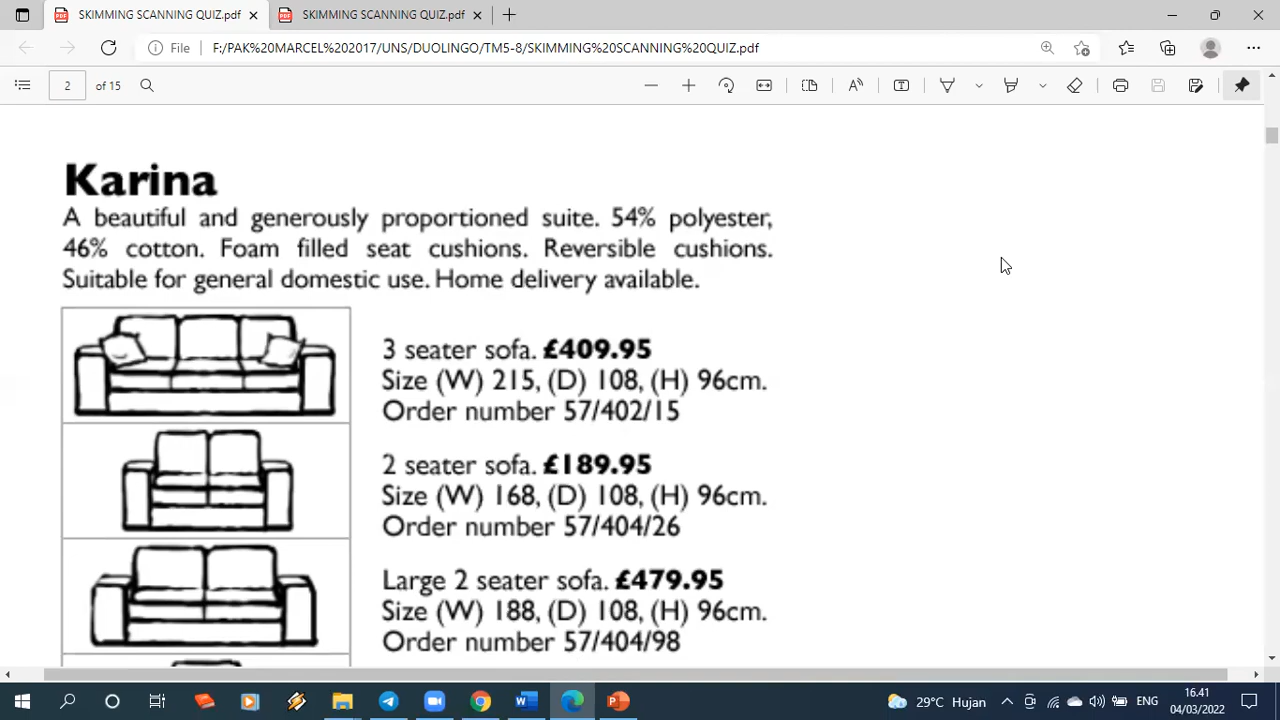 SKIMMING SCANNING QUIZ.pdf
SKIMMING SCANNING QUIZ.pdf
File
F:/PAK%20MARCEL%202017/UNS/DUOLINGO/TM5-8/SKIMMING%20SCANNING%20QUIZ.pdf
2 of 15
Karina
A beautiful and generously proportioned suite. 54% polyester,
46% cotton. Foam filled seat cushions. Reversible cushions.
Suitable for general domestic use. Home delivery available.
3 seater sofa. £409.95
Size (W) 215, (D) 108, (H) 96cm.
Order number 57/402/15
2 seater sofa. £189.95
Size (W) 168, (D) 108, (H) 96cm.
Order number 57/404/26
Large 2 seater sofa. £479.95
Size (W) 188, (D) 108, (H) 96cm.
Order number 57/404/98
29°C Hujan
ENG
16.41
04/03/2022